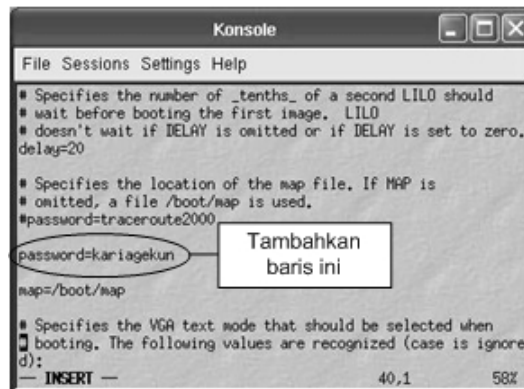 Konsole
File Sessions Settings Help
# Specifies the number of _tenths_ of a second LILO should
# wait before booting the first image. LILO
# doesn't wait if DELAY is omitted or if DELAY is set to zero.
delay=20
# Specifies the location of the map file. If MAP is
# omitted, a file /boot/map is used.
#password=traceroute2000
password=kariagekun
Tambahkan
baris ini
map=/boot/map
# Specifies the VGA text mode that should be selected when
booting. The following values are recognized (case is ignore
d):
— INSERT —
40,1
58%